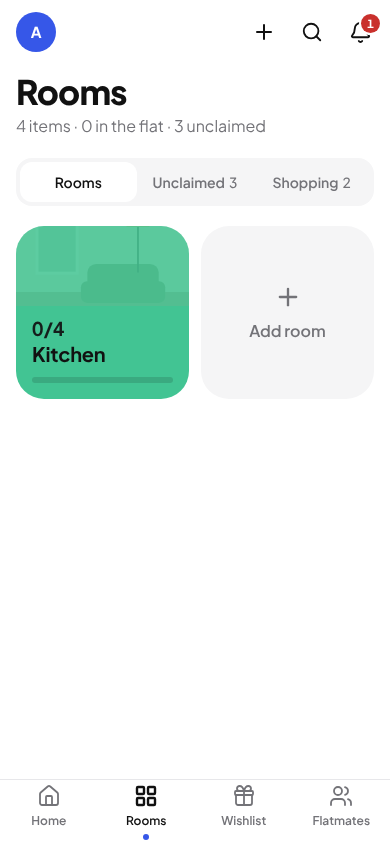 A
1
Rooms
4 items · 0 in the flat · 3 unclaimed
Rooms
Unclaimed 3
Shopping 2
0/4
Kitchen
Add room
Home
Rooms
Wishlist
Flatmates